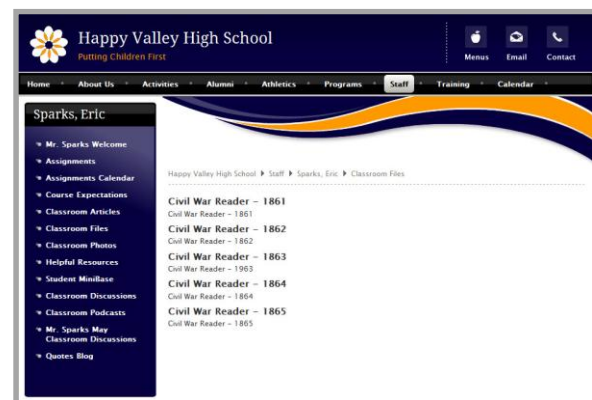 Happy Valley High School
Putting Children First
Menus
Email
Contact
Home
About Us
Activities
Alumni
Athletics
Programs
Staff
Training
Calendar
Sparks, Eric
Mr. Sparks Welcome
Assignments
Assignments Calendar
Course Expectations
Classroom Articles
Classroom Files
Classroom Photos
Helpful Resources
Student MiniBase
Classroom Discussions
Classroom Podcasts
Mr. Sparks May
Classroom Discussions
Quotes Blog
Happy Valley High School Staff Sparks, Eric Classroom Files
Civil War Reader – 1861
Civil War Reader – 1861
Civil War Reader – 1862
Civil War Reader – 1862
Civil War Reader – 1863
Civil War Reader – 1963
Civil War Reader – 1864
Civil War Reader – 1864
Civil War Reader – 1865
Civil War Reader – 1865